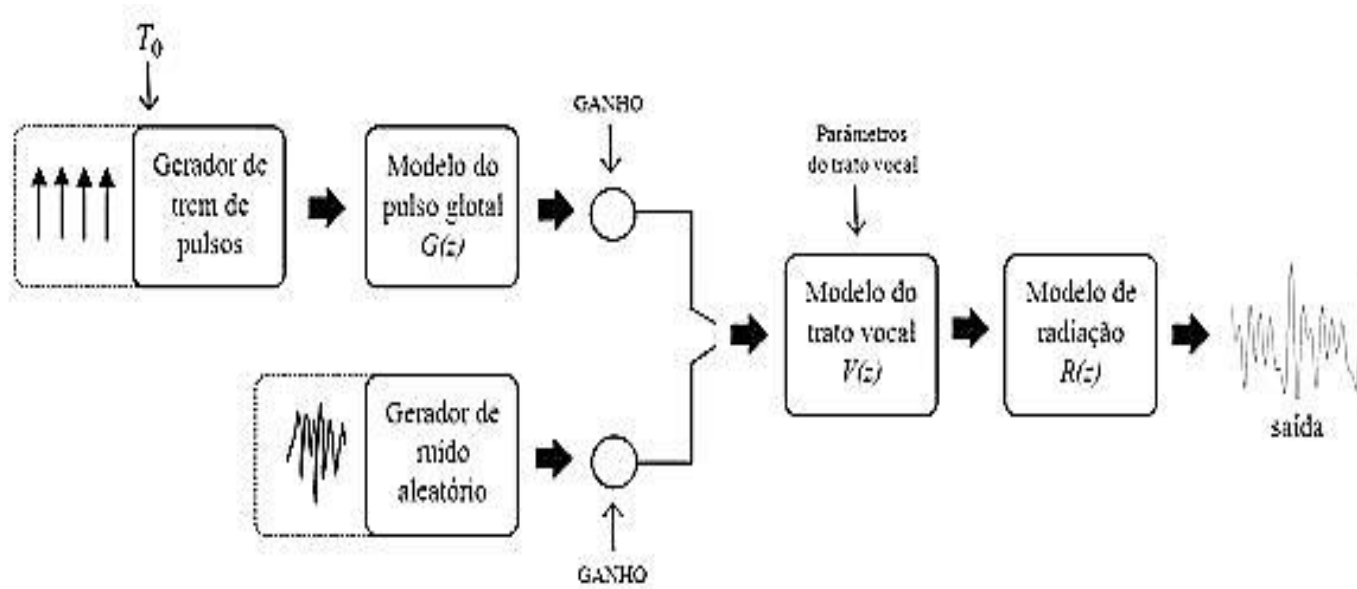 T0
GANHO
Parâmetros
do trato vocal
Gerador de
trem de
pulsos
Modelo do
pulso glotal
G(z)
Modelo do
trato vocal
V(z)
Modelo de
radiação
R(z)
saída
Gerador de
ruído
aleatório
GANHO